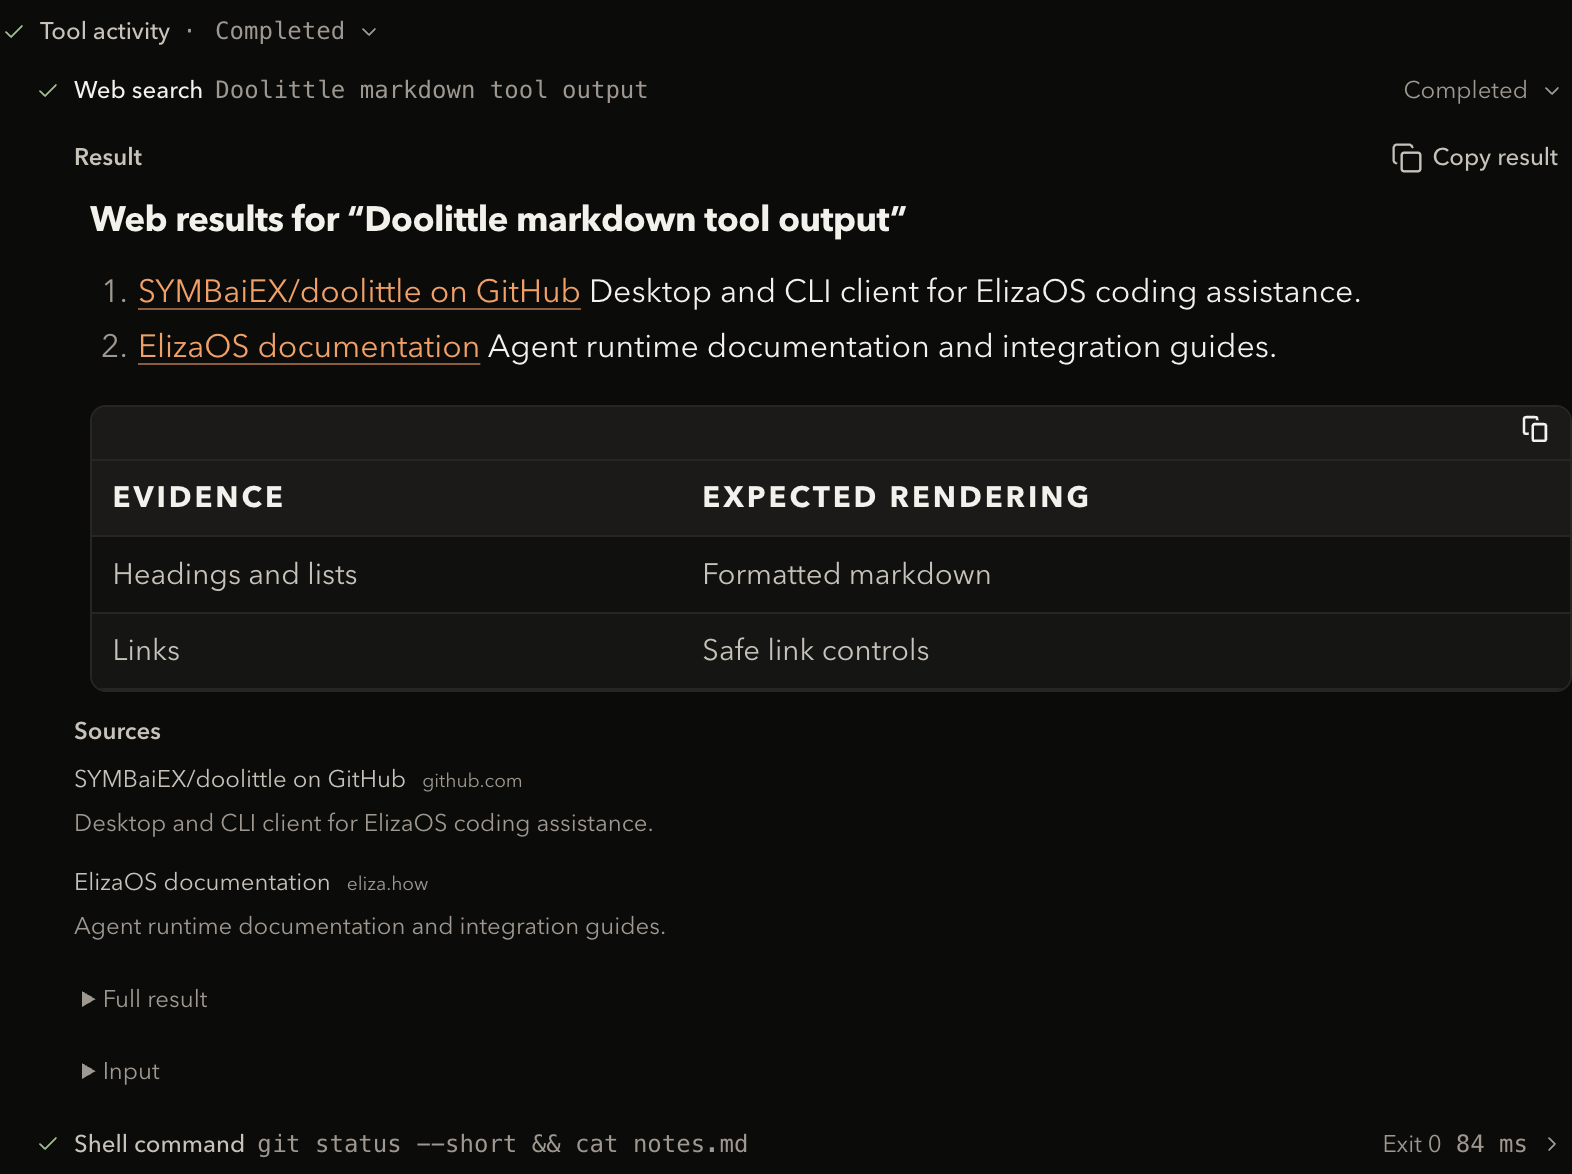 Tool activity · Completed
Web search Doolittle markdown tool output Completed
Result Copy result
Web results for “Doolittle markdown tool output”
1. SYMBaiEX/doolittle on GitHub Desktop and CLI client for ElizaOS coding assistance.
2. ElizaOS documentation Agent runtime documentation and integration guides.
EVIDENCE EXPECTED RENDERING
Headings and lists Formatted markdown
Links Safe link controls
Sources
SYMBaiEX/doolittle on GitHub github.com
Desktop and CLI client for ElizaOS coding assistance.
ElizaOS documentation eliza.how
Agent runtime documentation and integration guides.
Full result
Input
Shell command git status --short && cat notes.md Exit 0 84 ms